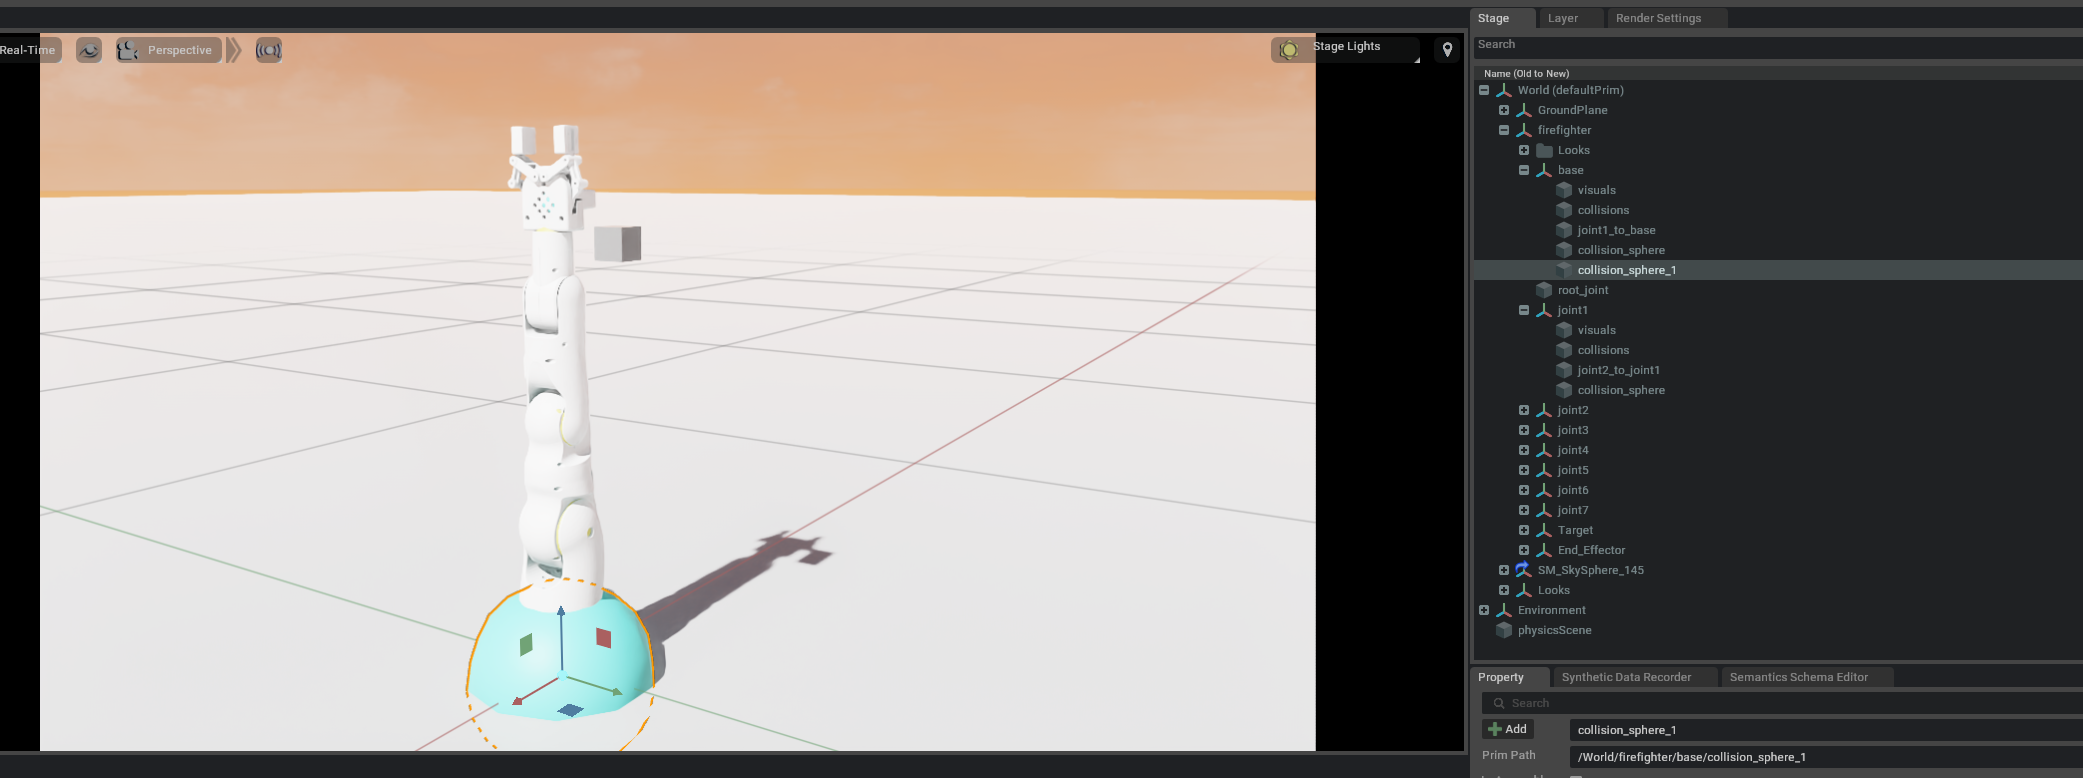 Real-Time
Perspective
Stage Lights
Stage
Layer
Render Settings
Search
Name (Old to New)
World (defaultPrim)
GroundPlane
firefighter
Looks
base
visuals
collisions
joint1_to_base
collision_sphere
collision_sphere_1
root_joint
joint1
visuals
collisions
joint2_to_joint1
collision_sphere
joint2
joint3
joint4
joint5
joint6
joint7
Target
End_Effector
SM_SkySphere_145
Looks
Environment
physicsScene
Property
Synthetic Data Recorder
Semantics Schema Editor
Search
Add
collision_sphere_1
Prim Path
/World/firefighter/base/collision_sphere_1